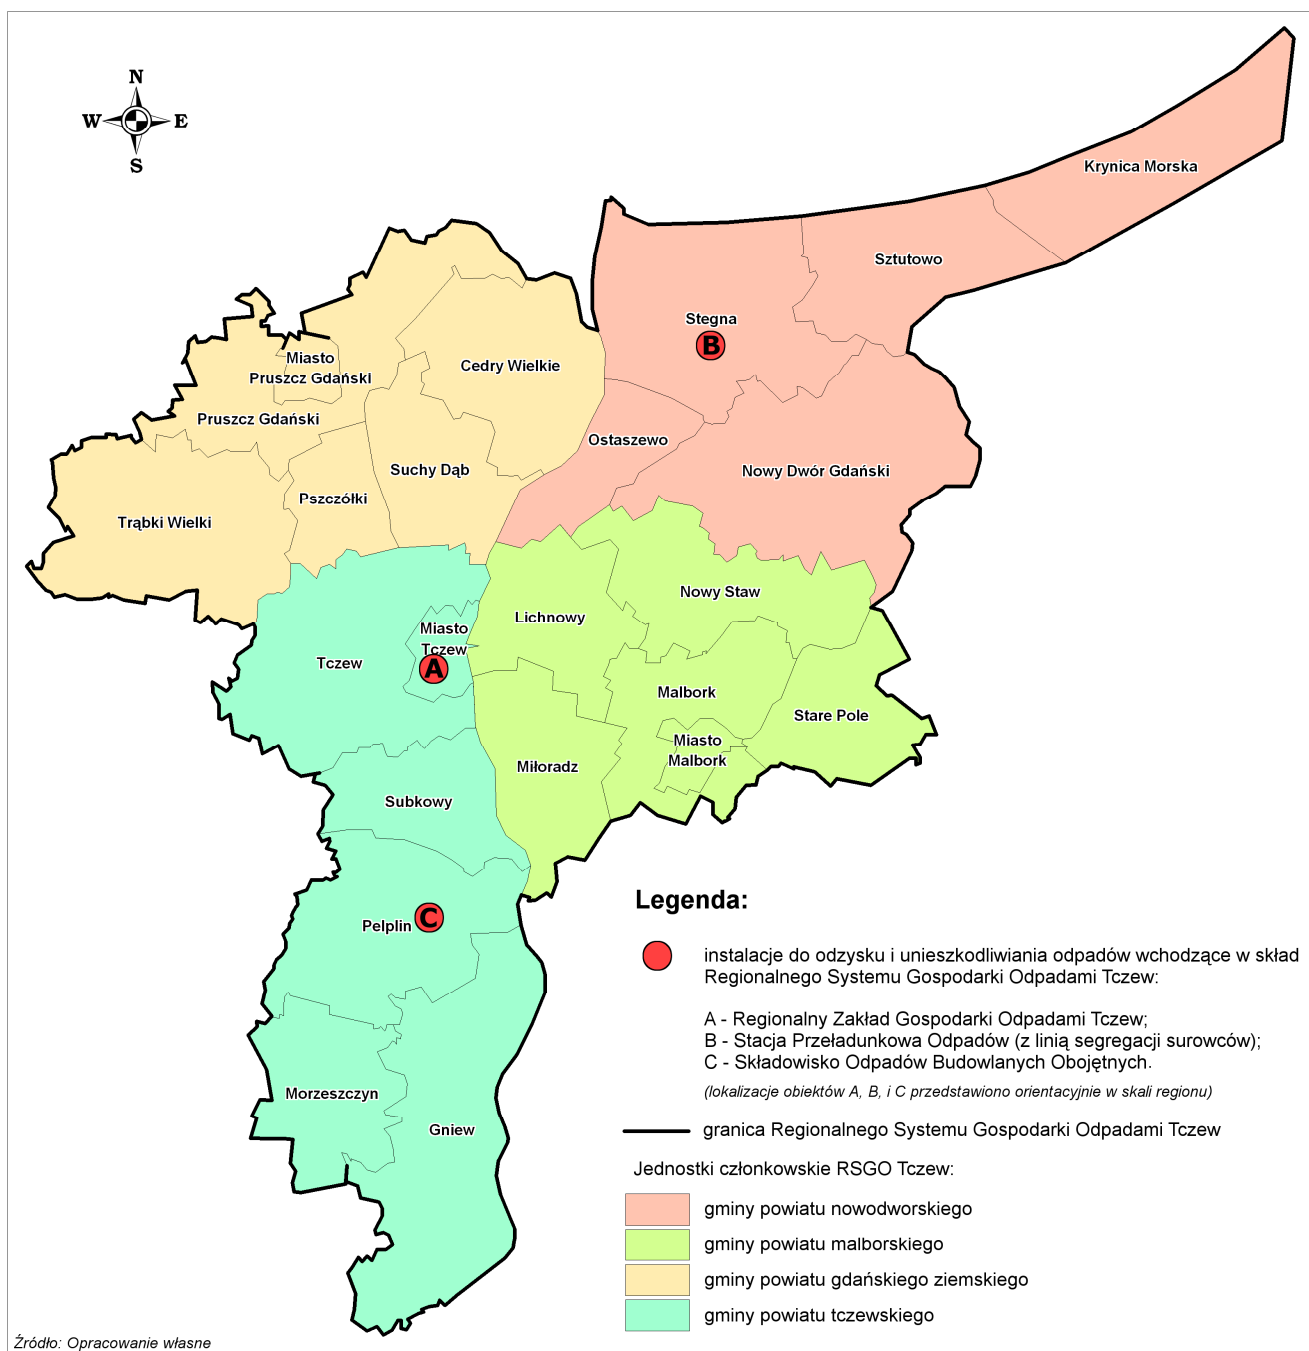 N
W E
S
Krynica Morska
Sztutowo
Stegna
B
Miasto
Pruszcz Gdański
Cedry Wielkie
Pruszcz Gdański
Ostaszewo
Suchy Dąb
Nowy Dwór Gdański
Pszczółki
Trąbki Wielki
Nowy Staw
Lichnowy
Miasto
Tczew
A
Tczew
Malbork
Stare Pole
Miasto
Malbork
Miłoradz
Subkowy
Pelplin
C
Morzeszczyn
Gniew
Legenda:
instalacje do odzysku i unieszkodliwiania odpadów wchodzące w skład
Regionalnego Systemu Gospodarki Odpadami Tczew:
A - Regionalny Zakład Gospodarki Odpadami Tczew;
B - Stacja Przeładunkowa Odpadów (z linią segregacji surowców);
C - Składowisko Odpadów Budowlanych Obojętnych.
(lokalizacje obiektów A, B, i C przedstawiono orientacyjnie w skali regionu)
granica Regionalnego Systemu Gospodarki Odpadami Tczew
Jednostki członkowskie RSGO Tczew:
gminy powiatu nowodworskiego
gminy powiatu malborskiego
gminy powiatu gdańskiego ziemskiego
gminy powiatu tczewskiego
Źródło: Opracowanie własne